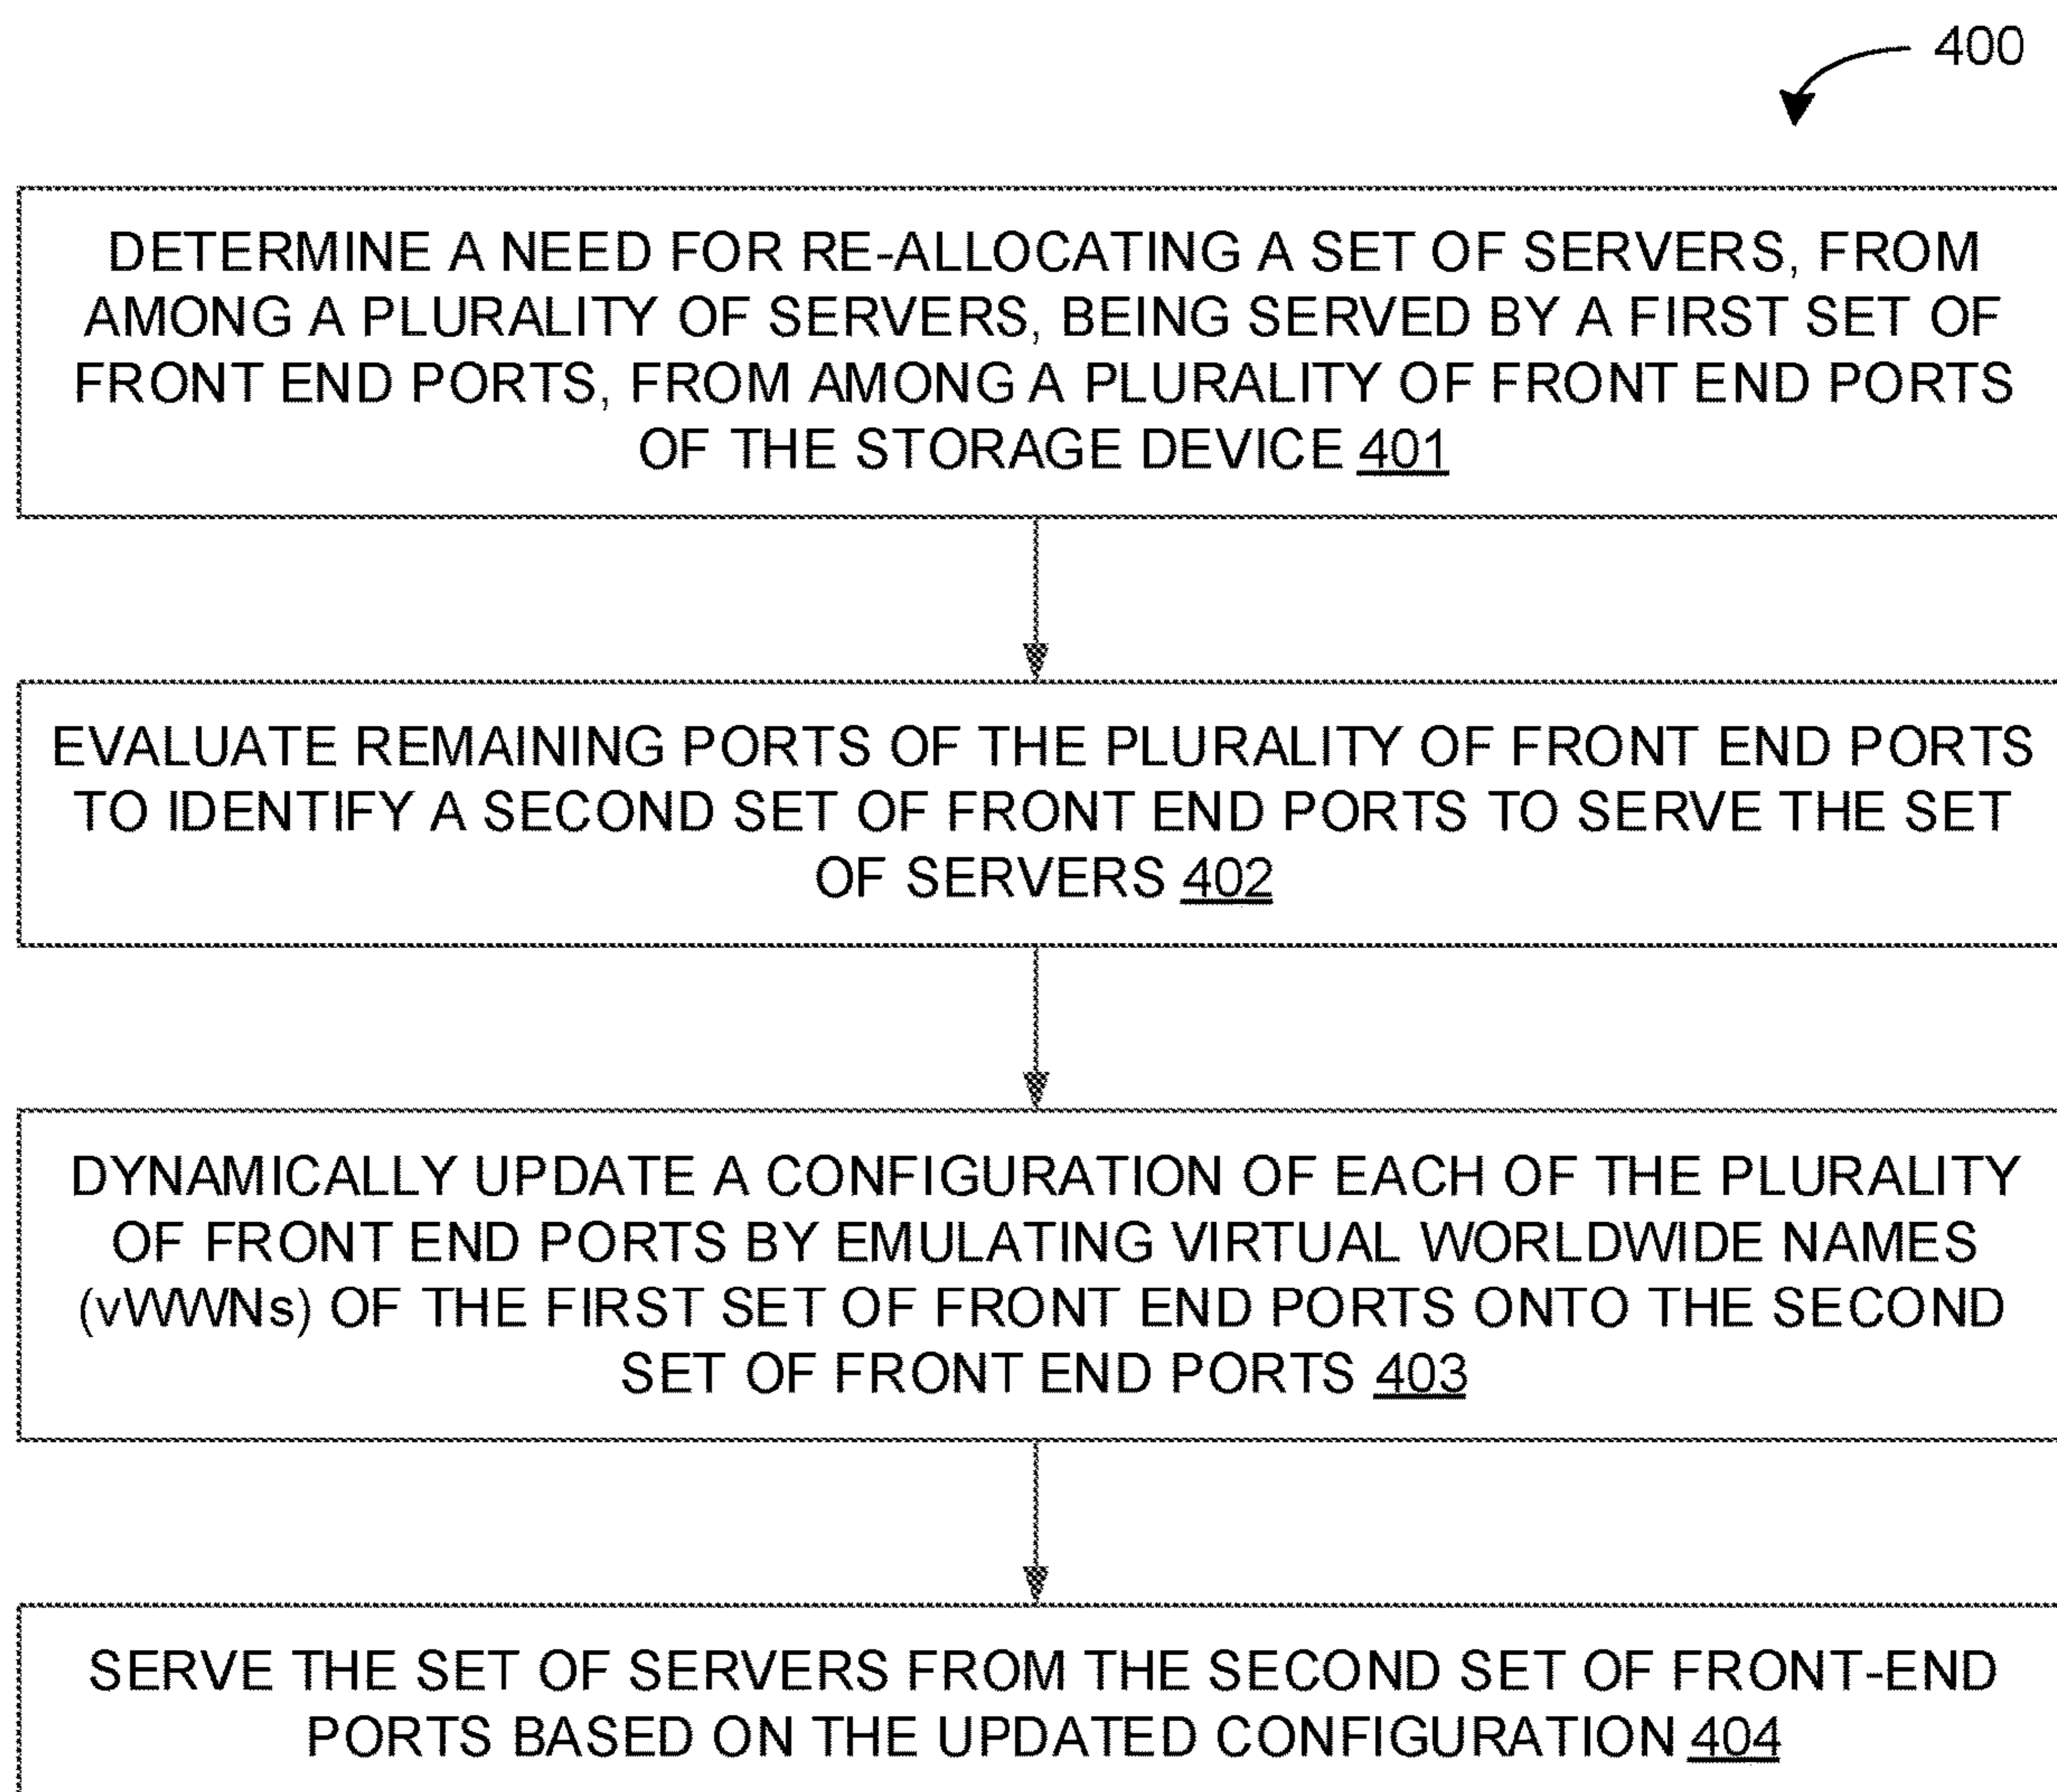 400
DETERMINE A NEED FOR RE-ALLOCATING A SET OF SERVERS, FROM
AMONG A PLURALITY OF SERVERS, BEING SERVED BY A FIRST SET OF
FRONT END PORTS, FROM AMONG A PLURALITY OF FRONT END PORTS
OF THE STORAGE DEVICE 401
EVALUATE REMAINING PORTS OF THE PLURALITY OF FRONT END PORTS
TO IDENTIFY A SECOND SET OF FRONT END PORTS TO SERVE THE SET
OF SERVERS 402
DYNAMICALLY UPDATE A CONFIGURATION OF EACH OF THE PLURALITY
OF FRONT END PORTS BY EMULATING VIRTUAL WORLDWIDE NAMES
(vWWNs) OF THE FIRST SET OF FRONT END PORTS ONTO THE SECOND
SET OF FRONT END PORTS 403
SERVE THE SET OF SERVERS FROM THE SECOND SET OF FRONT-END
PORTS BASED ON THE UPDATED CONFIGURATION 404